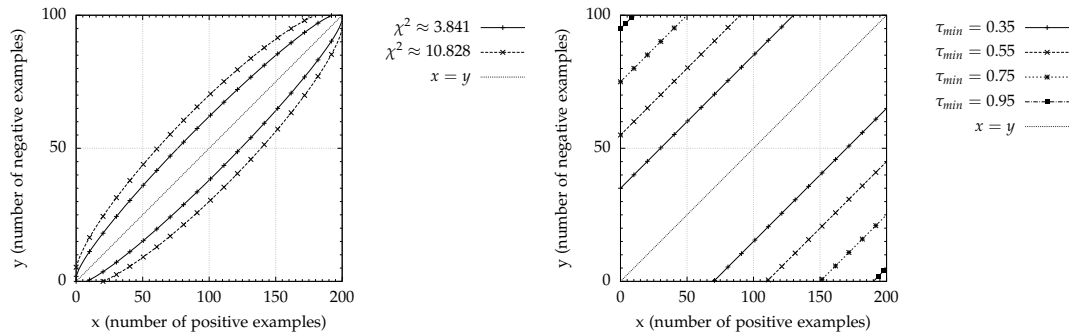 100
50
0
0
50
100
150
200
y (number of negative examples)
x (number of positive examples)
χ² ≈ 3.841
χ² ≈ 10.828
x = y
100
50
0
0
50
100
150
200
y (number of negative examples)
x (number of positive examples)
τmin = 0.35
τmin = 0.55
τmin = 0.75
τmin = 0.95
x = y